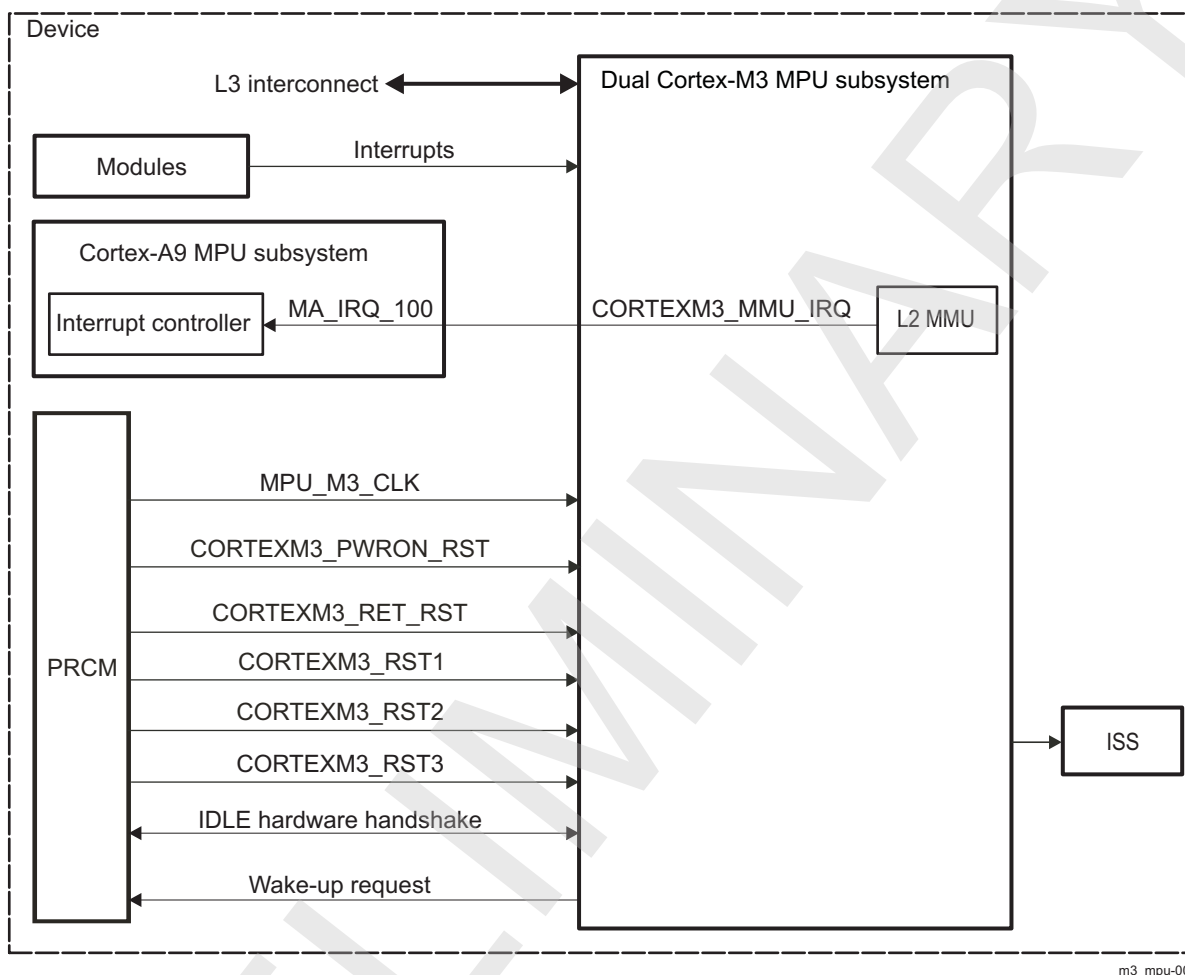 Device
L3 interconnect
Dual Cortex-M3 MPU subsystem
Modules
Interrupts
Cortex-A9 MPU subsystem
Interrupt controller
MA_IRQ_100
CORTEXM3_MMU_IRQ
L2 MMU
MPU_M3_CLK
CORTEXM3_PWRON_RST
CORTEXM3_RET_RST
PRCM
CORTEXM3_RST1
CORTEXM3_RST2
CORTEXM3_RST3
ISS
IDLE hardware handshake
Wake-up request
LIMINARY